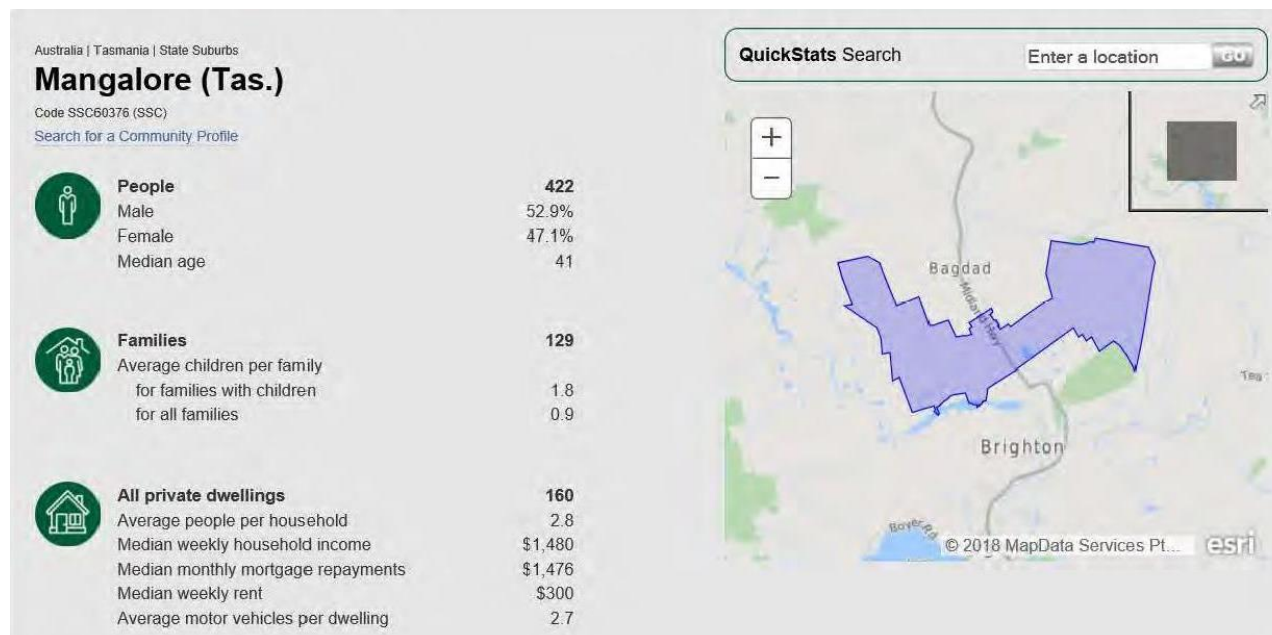 Australia | Tasmania | State Suburbs
Mangalore (Tas.)
Code SSC60376 (SSC)
Search for a Community Profile
People 422
Male 52.9%
Female 47.1%
Median age 41
Families 129
Average children per family
for families with children 1.8
for all families 0.9
All private dwellings 160
Average people per household 2.8
Median weekly household income $1,480
Median monthly mortgage repayments $1,476
Median weekly rent $300
Average motor vehicles per dwelling 2.7
QuickStats Search Enter a location GO
+
−
Bagdad
Midland Hwy
Tea
Brighton
Boyer Rd
© 2018 MapData Services Pt... esri